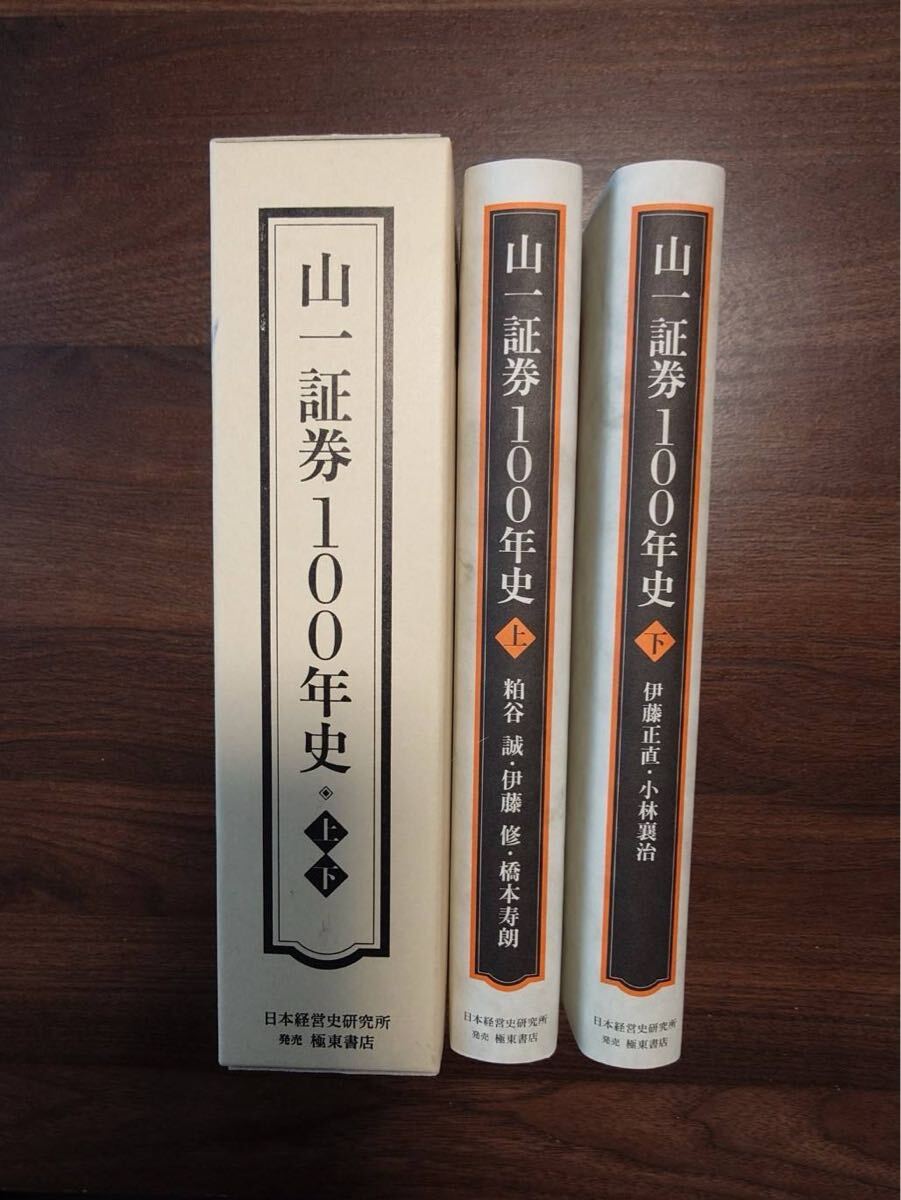 山一証券100年史 上 下
日本経営史研究所
発売 極東書店
山一証券100年史 上
粕谷 誠・伊藤 修・橋本寿朗
日本経営史研究所
発売 極東書店
山一証券100年史 下
伊藤正直・小林襄治
日本経営史研究所
発売 極東書店